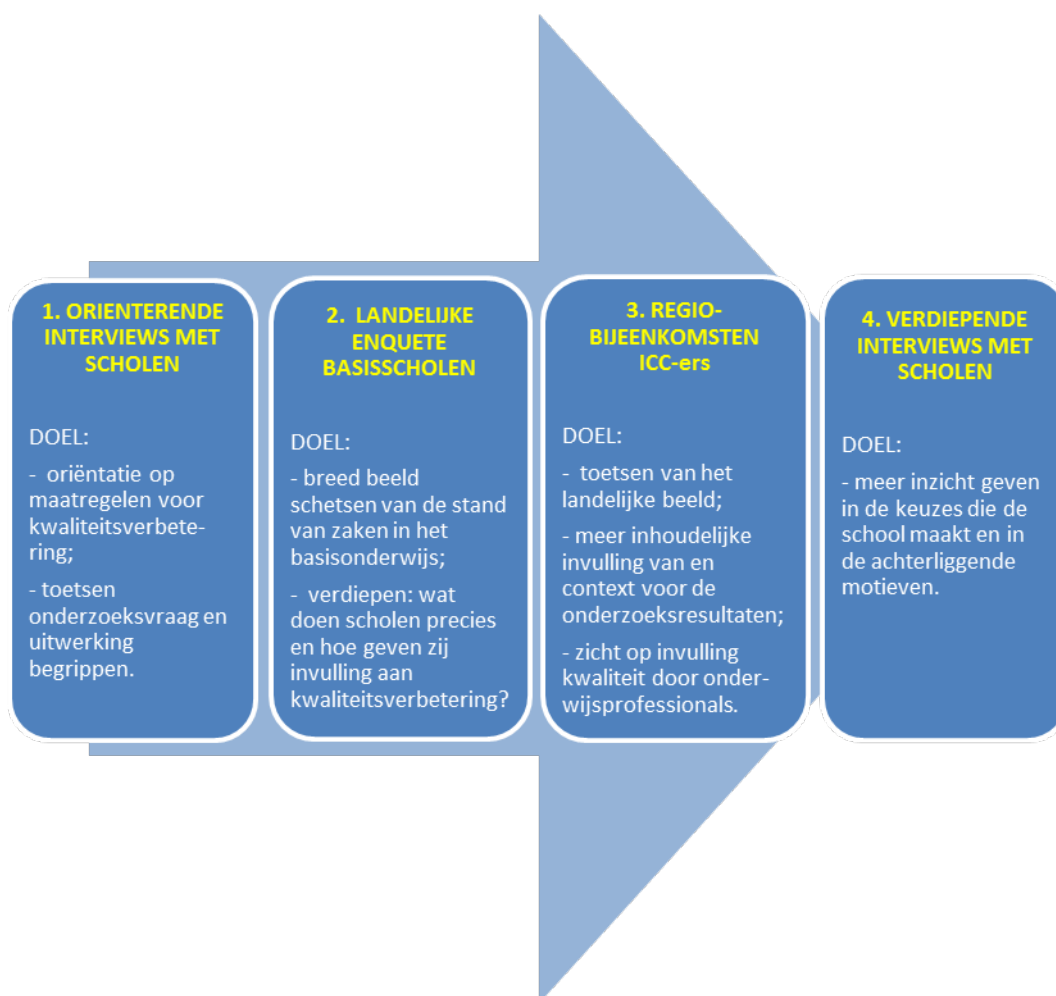 1. ORIENTERENDE
INTERVIEWS MET
SCHOLEN
DOEL:
- oriëntatie op
maatregelen voor
kwaliteitsverbete-
ring;
- toetsen
onderzoeksvraag en
uitwerking
begrippen.
2. LANDELIJKE
ENQUETE
BASISSCHOLEN
DOEL:
- breed beeld
schetsen van de stand
van zaken in het
basisonderwijs;
- verdiepen: wat
doen scholen precies
en hoe geven zij
invulling aan
kwaliteitsverbetering?
3. REGIO-
BIJEENKOMSTEN
ICC-ers
DOEL:
- toetsen van het
landelijke beeld;
- meer inhoudelijke
invulling van en
context voor de
onderzoeksresultaten;
- zicht op invulling
kwaliteit door onder-
wijsprofessionals.
4. VERDIEPENDE
INTERVIEWS MET
SCHOLEN
DOEL:
- meer inzicht geven
in de keuzes die de
school maakt en in
de achterliggende
motieven.